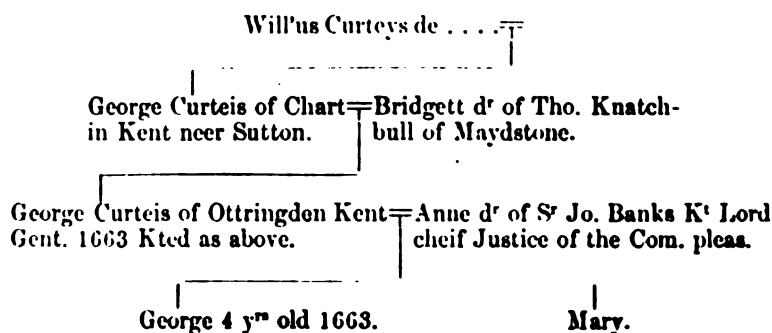 Will'us Curteys de . . . .
George Curteis of Chart=Bridgett dr of Tho. Knatch-
in Kent neer Sutton. bull of Maydstone.
George Curteis of Ottringden Kent=Anne dr of Sr Jo. Banks Kt Lord
Gent. 1663 Kted as above. cheif Justice of the Com. pleas.
George 4 yrs old 1663. Mary.